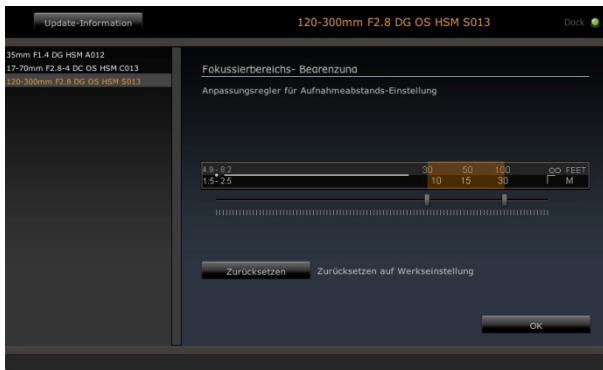 Update-Information
120-300mm F2.8 DG OS HSM S013
Dock
35mm F1.4 DG HSM A012
17-70mm F2.8-4 DC OS HSM C013
120-300mm F2.8 DG OS HSM S013
Fokussierbereichs- Begrenzung
Anpassungsregler für Aufnahmeabstands-Einstellung
4.9 - 8.2 30 50 100 ∞ FEET
1.5 - 2.5 10 15 30 M
Zurücksetzen Zurücksetzen auf Werkseinstellung
OK